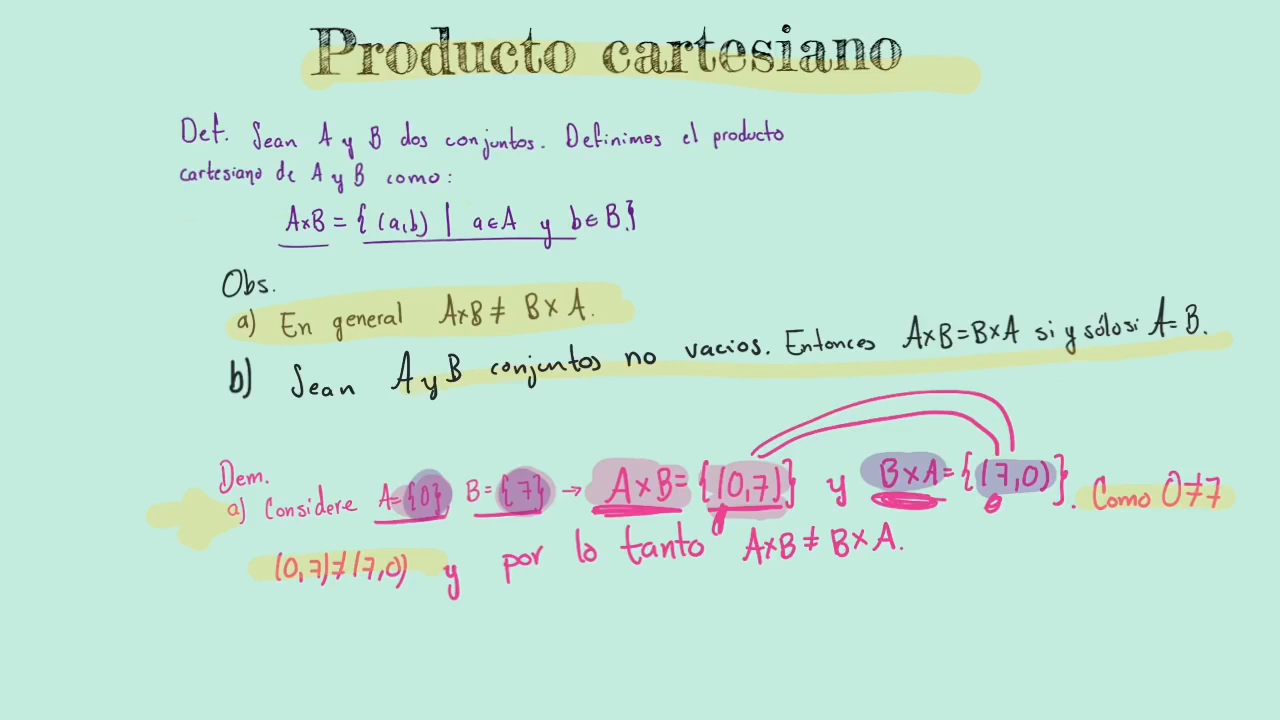 Producto cartesiano
Def. Sean A y B dos conjuntos. Definimos el producto
cartesiano de A y B como:
A×B = { (a,b) | a∈A y b∈B.}
Obs.
a) En general A×B ≠ B×A.
b) Sean A y B conjuntos no vacios. Entonces A×B=B×A si y sólo si A=B.
Dem.
a) Considere A={0} B={7} → A×B={(0,7)} y B×A={(7,0)}. Como 0≠7
(0,7)≠(7,0) y por lo tanto A×B ≠ B×A.